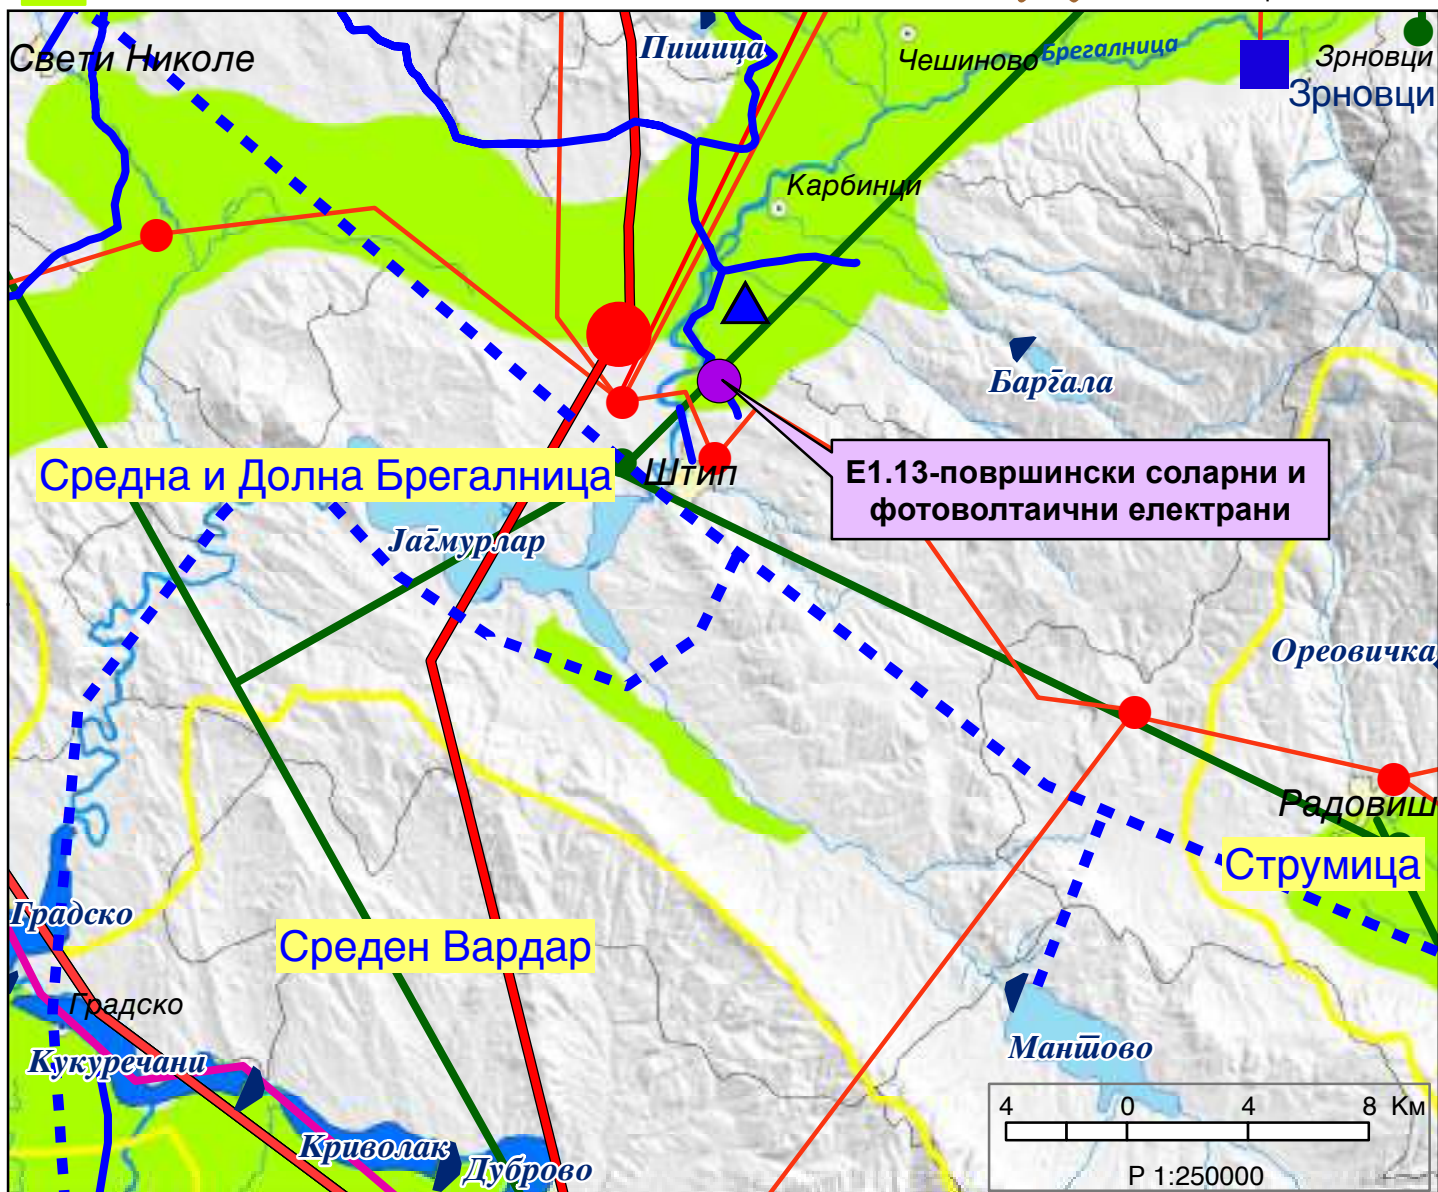 Свети Николе
Пишица
Чешиново
Брегалница
Зрновци
Зрновци
Карбинци
Баргала
Средна и Долна Брегалница
Штип
Е1.13-површински соларни и
фотоволтаични електрани
Јагмурлар
Ореовичка
Радовиш
Струмица
Градско
Среден Вардар
Градско
Кукуречани
Мантово
Криволак
Дуброво
4 0 4 8 Км
Р 1:250000